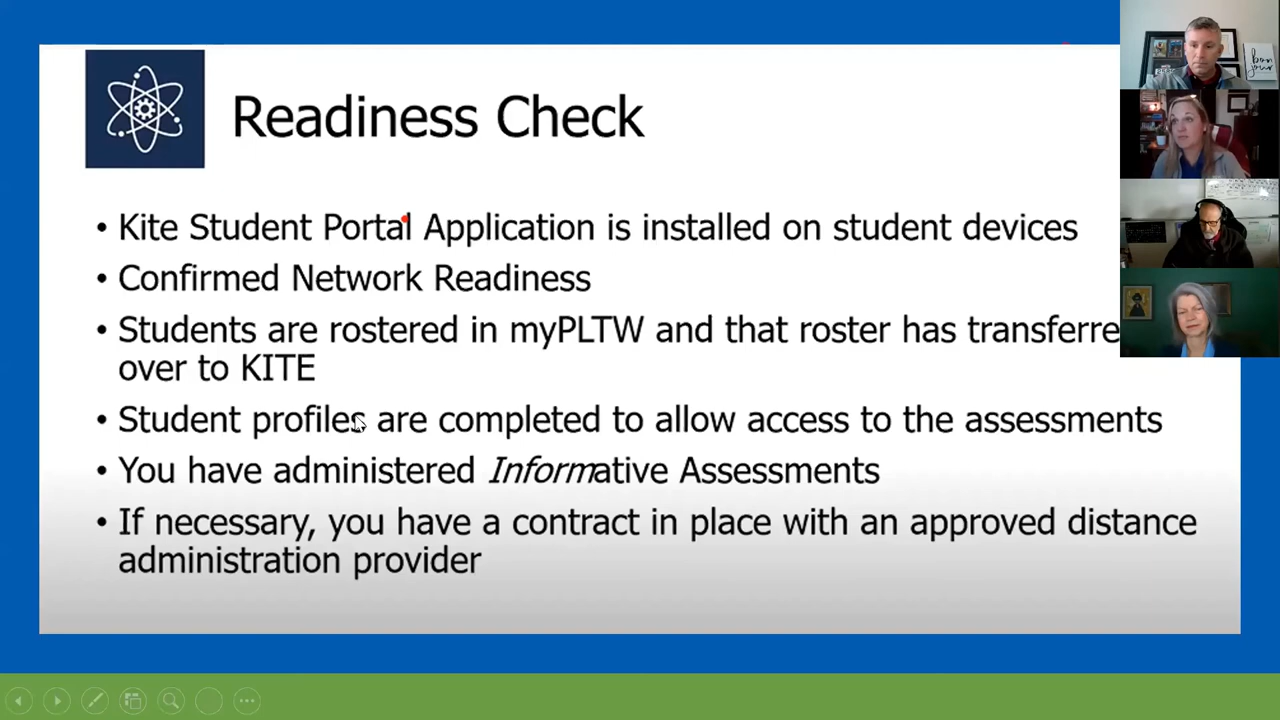 Readiness Check
• Kite Student Portal Application is installed on student devices
• Confirmed Network Readiness
• Students are rostered in myPLTW and that roster has transferre
over to KITE
• Student profiles are completed to allow access to the assessments
• You have administered Informative Assessments
• If necessary, you have a contract in place with an approved distance
administration provider
bon
jour